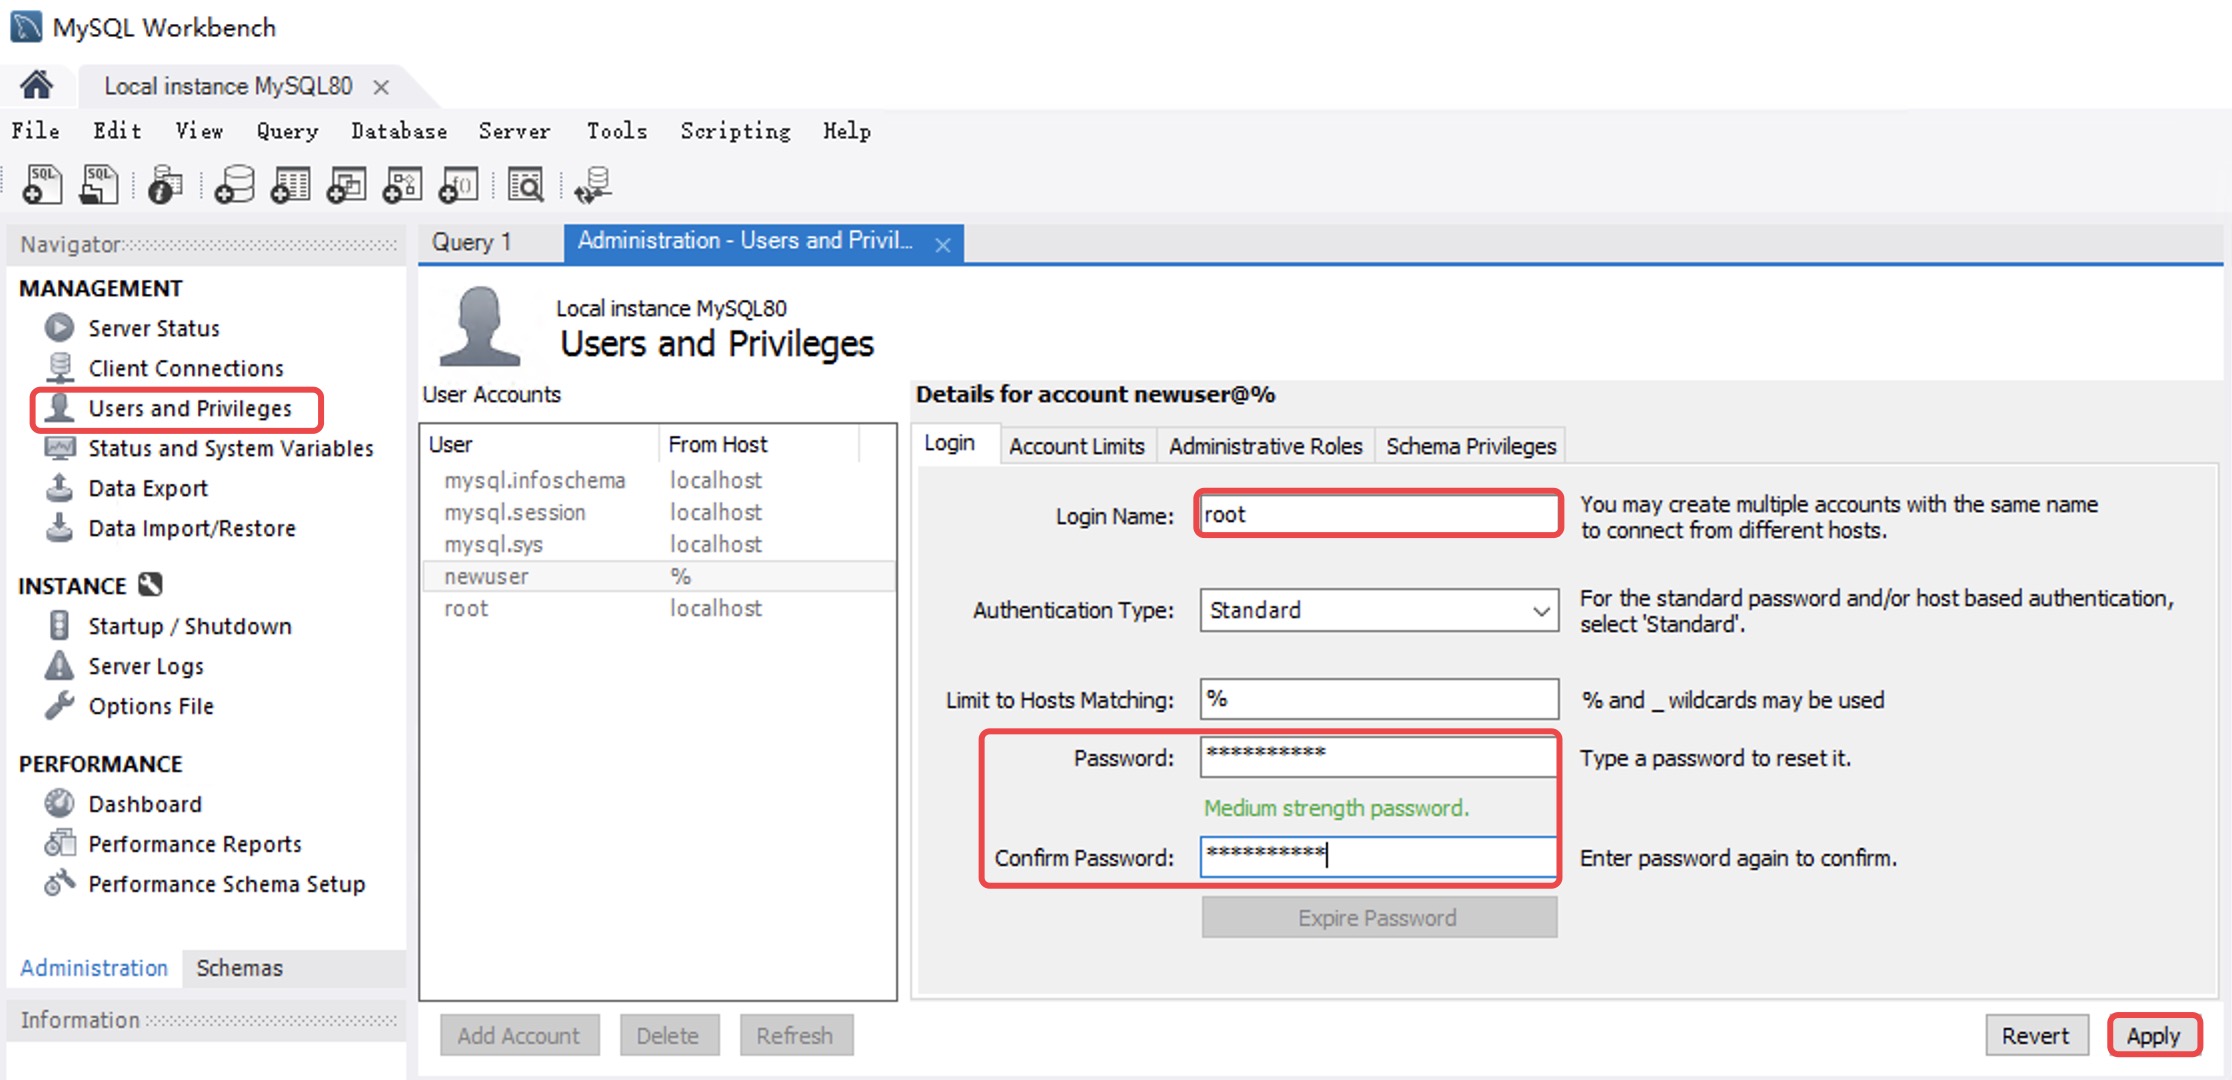 MySQL Workbench
Local instance MySQL80
File Edit View Query Database Server Tools Scripting Help
SQL SQL f()
Navigator
MANAGEMENT
Server Status
Client Connections
Users and Privileges
Status and System Variables
Data Export
Data Import/Restore
INSTANCE
Startup / Shutdown
Server Logs
Options File
PERFORMANCE
Dashboard
Performance Reports
Performance Schema Setup
Administration Schemas
Information
Query 1 Administration - Users and Privil...
Local instance MySQL80
Users and Privileges
User Accounts
User From Host
mysql.infoschema localhost
mysql.session localhost
mysql.sys localhost
newuser %
root localhost
Add Account Delete Refresh
Details for account newuser@%
Login Account Limits Administrative Roles Schema Privileges
Login Name: root You may create multiple accounts with the same name
to connect from different hosts.
Authentication Type: Standard For the standard password and/or host based authentication,
select 'Standard'.
Limit to Hosts Matching: % % and _ wildcards may be used
Password: ********** Type a password to reset it.
Medium strength password.
Confirm Password: ********** Enter password again to confirm.
Expire Password
Revert Apply